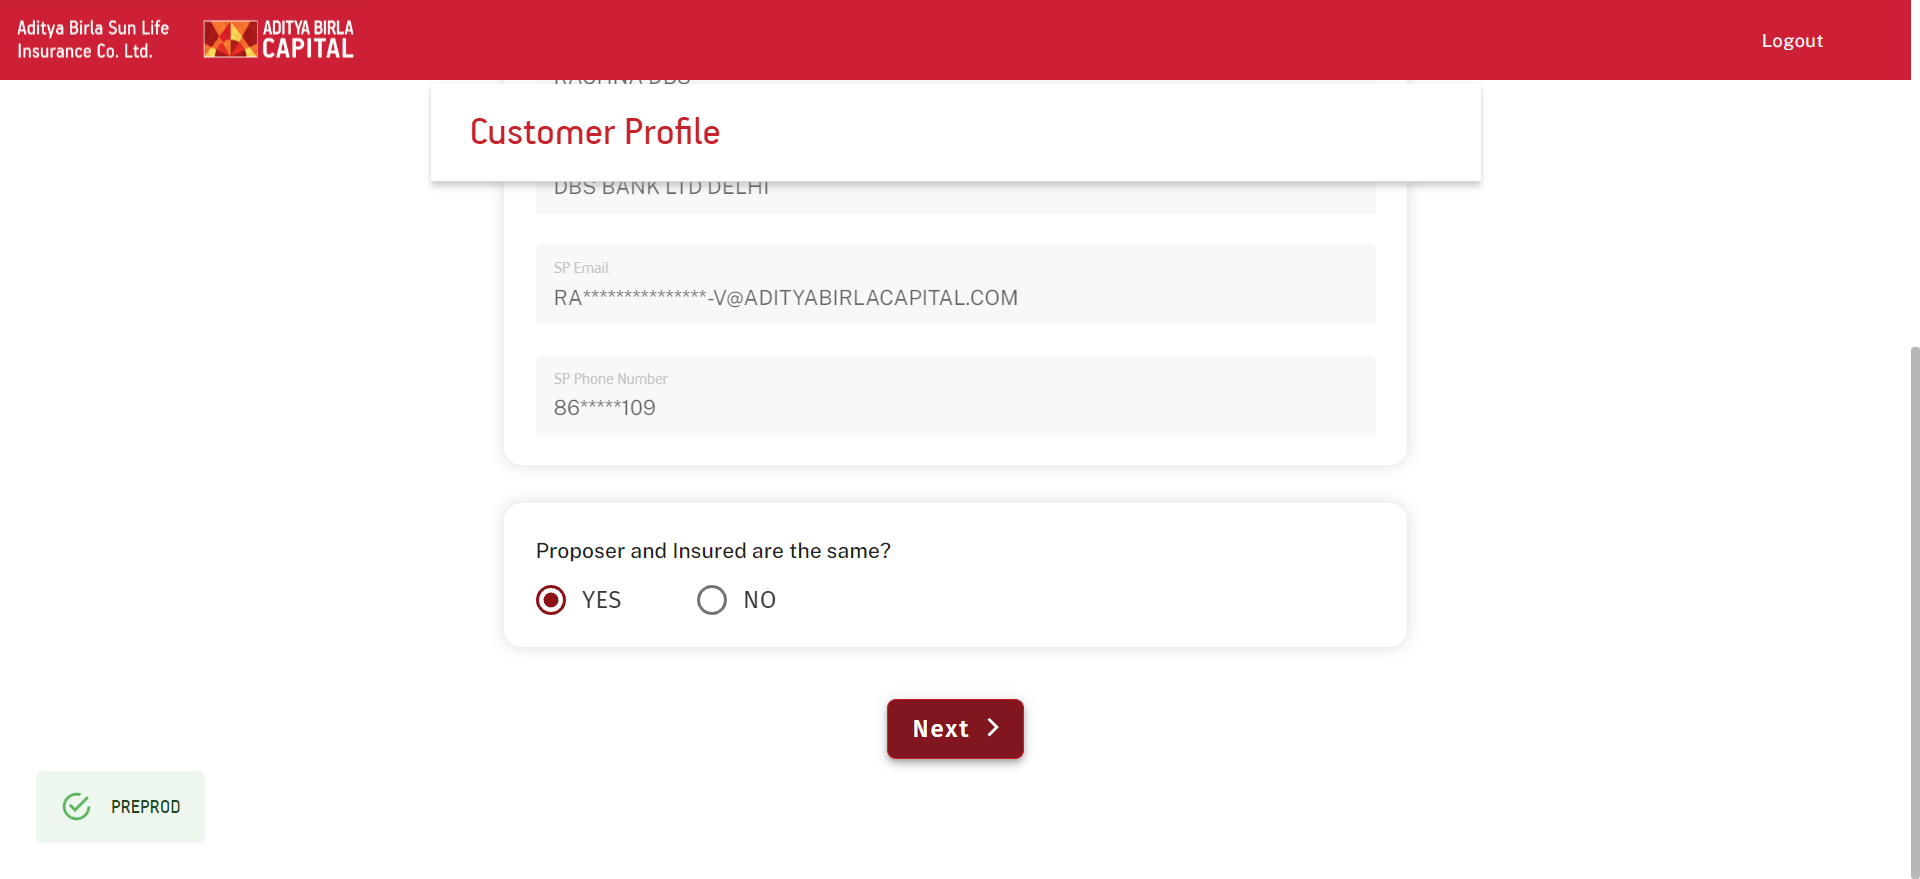 Aditya Birla Sun Life
Insurance Co. Ltd.
ADITYA BIRLA
CAPITAL
Logout
Customer Profile
DBS BANK LTD DELHI
SP Email
RA***************-V@ADITYABIRLACAPITAL.COM
SP Phone Number
86*****109
Proposer and Insured are the same?
YES
NO
Next
PREPROD